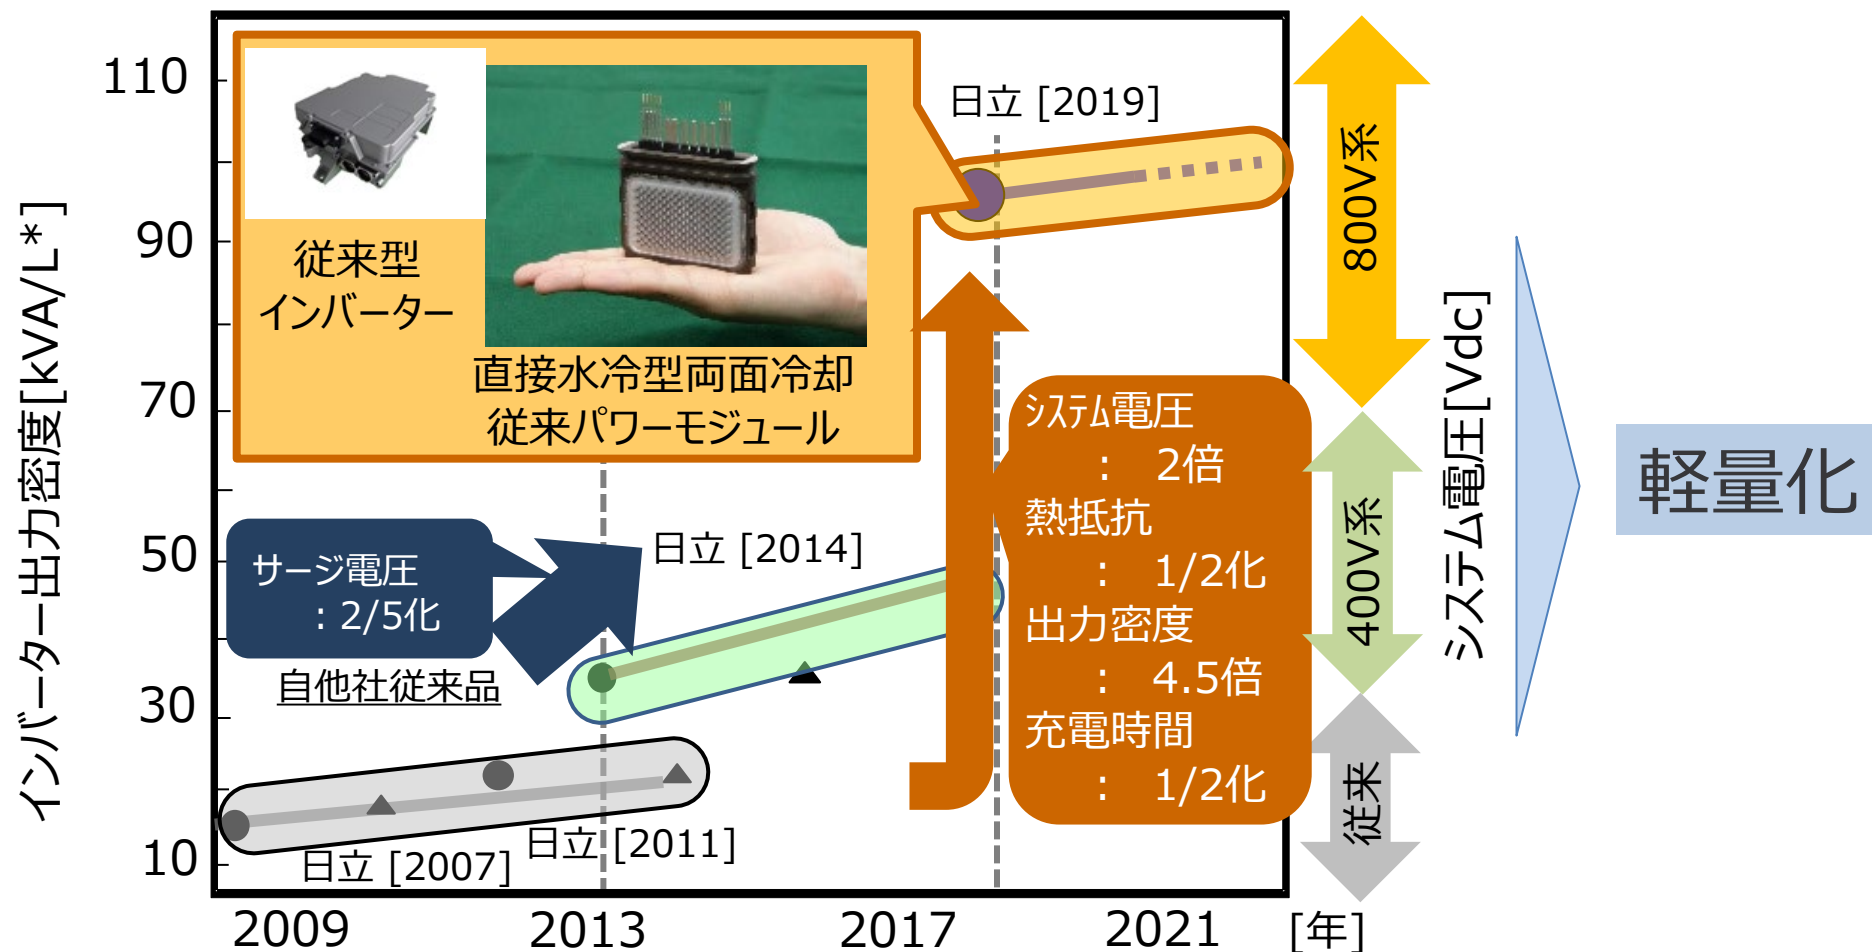 インバーター出力密度[kVA/L*]
110
90
70
50
30
10
従来型
インバーター
直接水冷型両面冷却
従来パワーモジュール
日立 [2019]
サージ電圧
: 2/5化
日立 [2014]
自他社従来品
日立 [2007]
日立 [2011]
システム電圧
: 2倍
熱抵抗
: 1/2化
出力密度
: 4.5倍
充電時間
: 1/2化
800V系
400V系
従来
システム電圧[Vdc]
軽量化
2009
2013
2017
2021
[年]